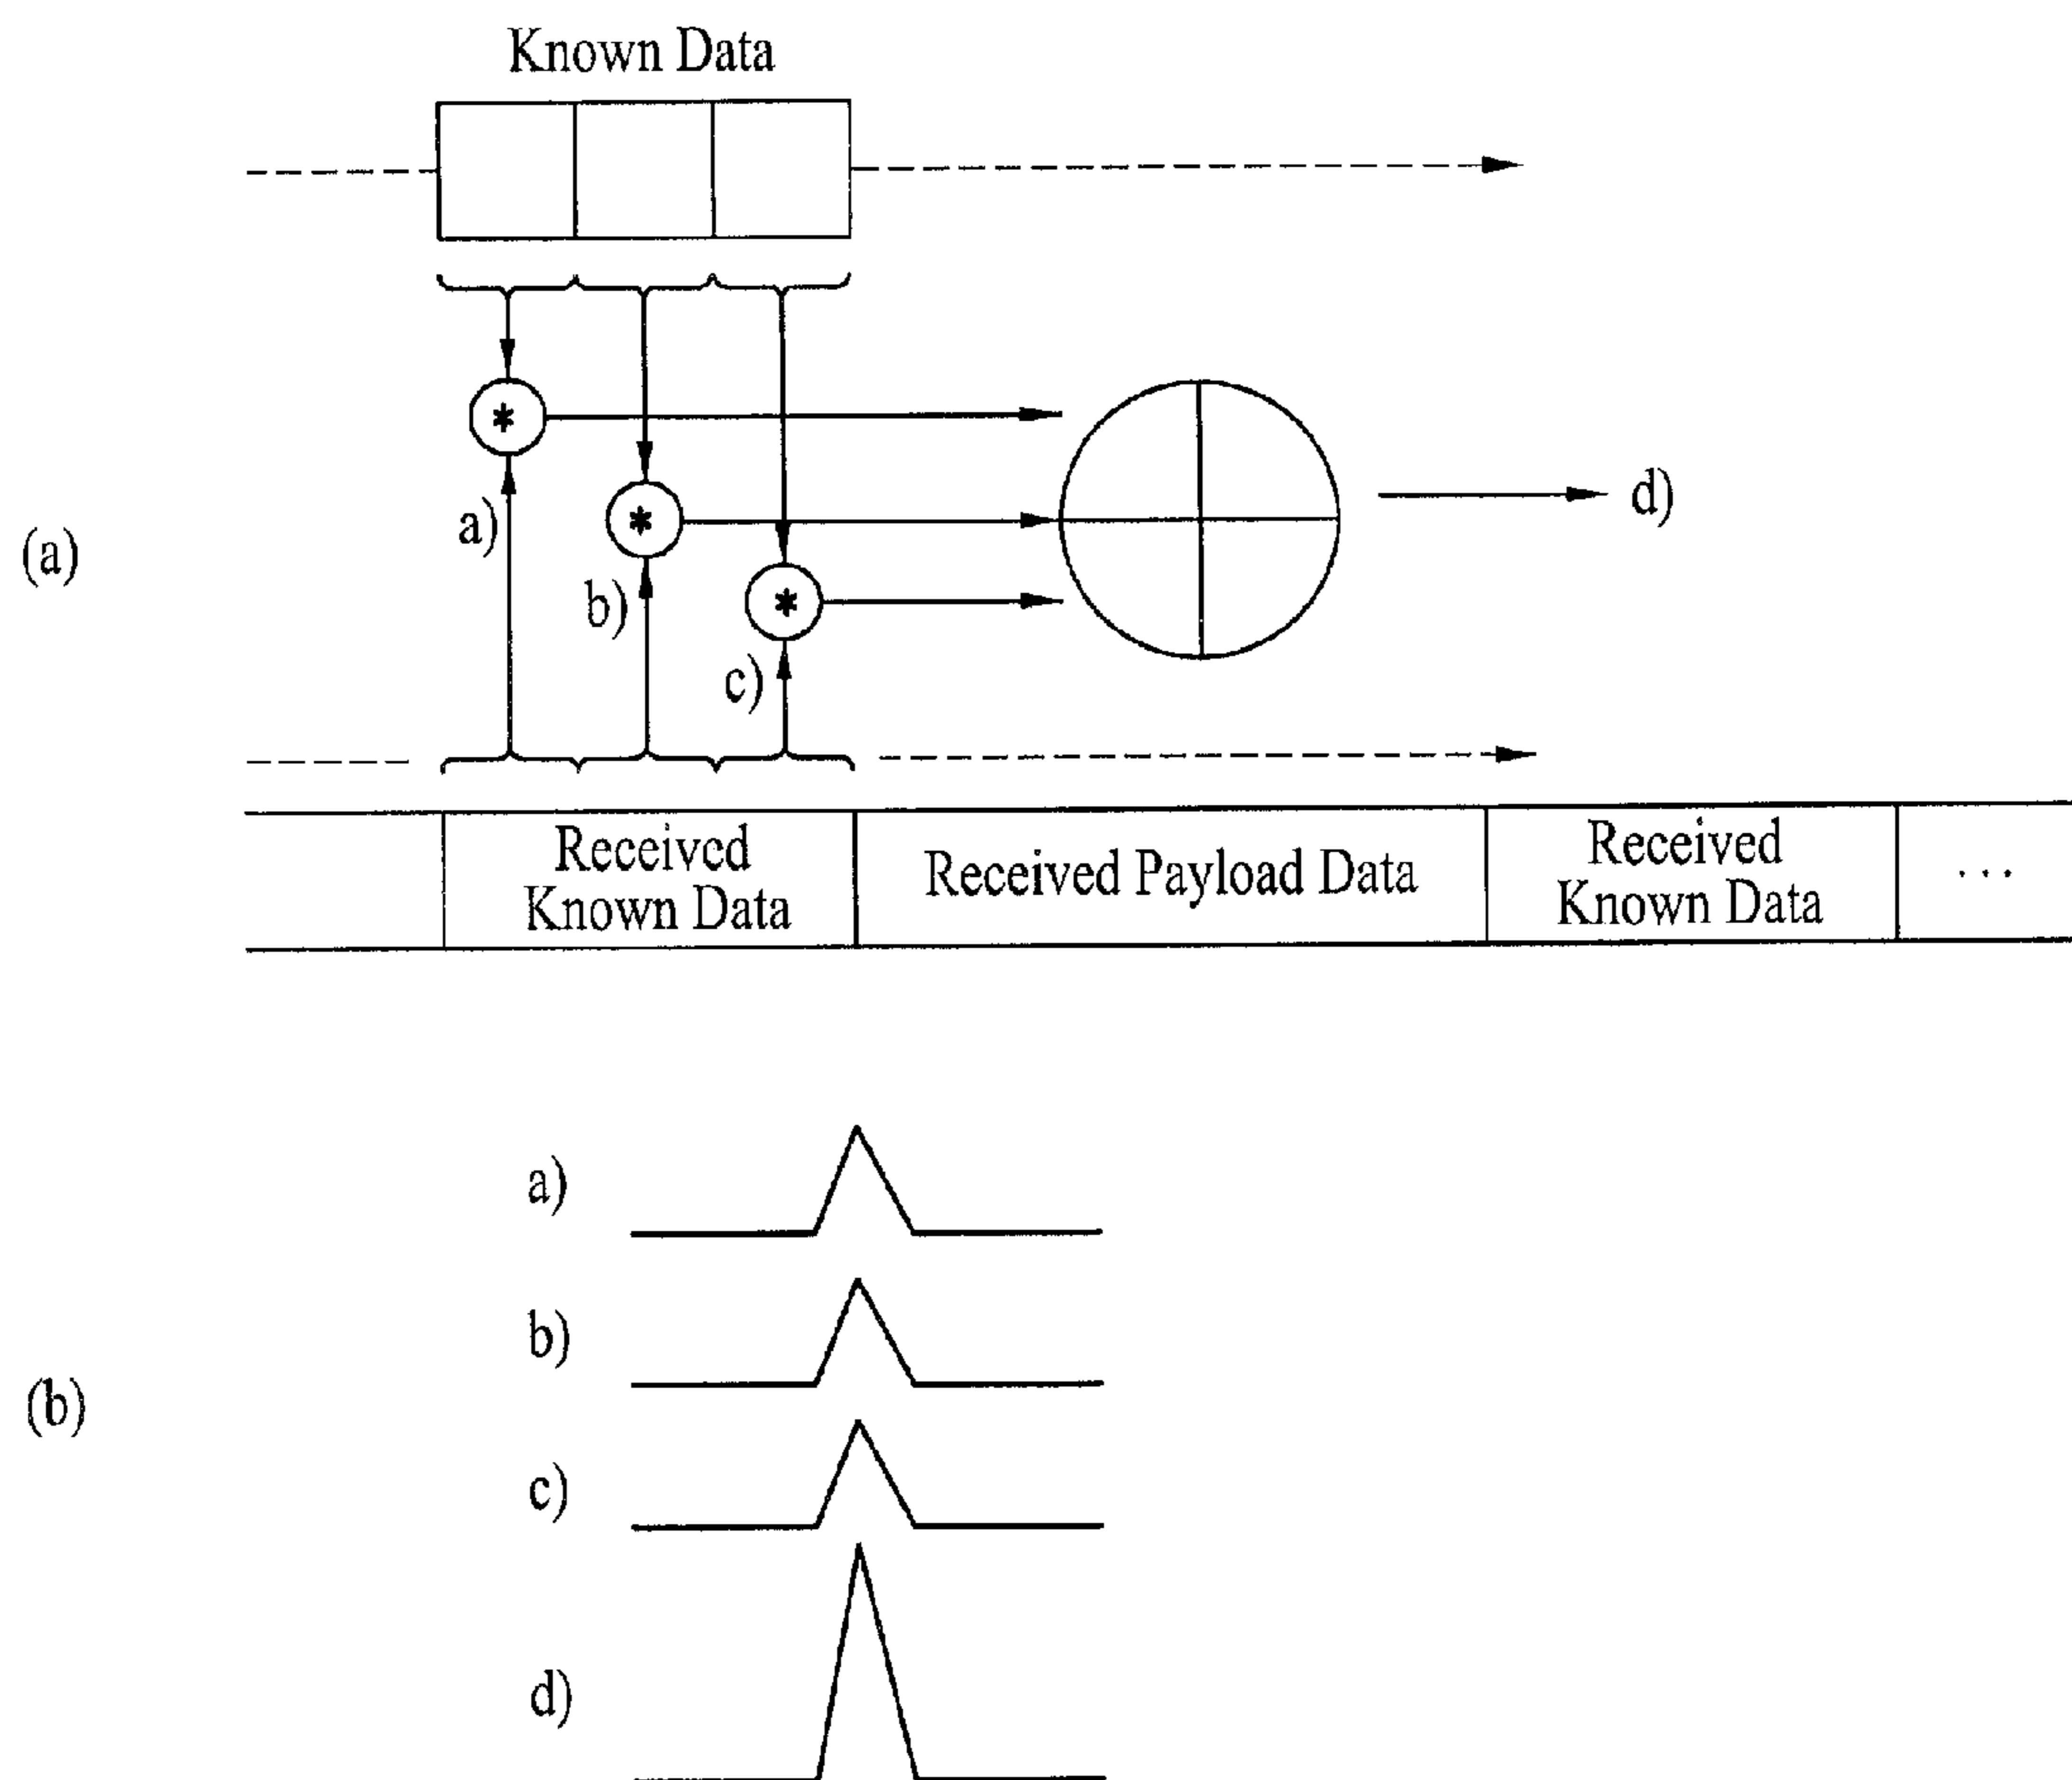 Known Data
*
a)
*
b)
*
c)
d)
(a)
Received
Known Data
Received Payload Data
Received
Known Data
...
a)
b)
(b)
c)
d)